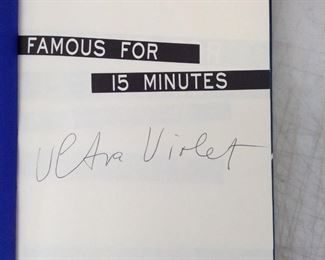 FAMOUS FOR
15 MINUTES
Ultra Violet